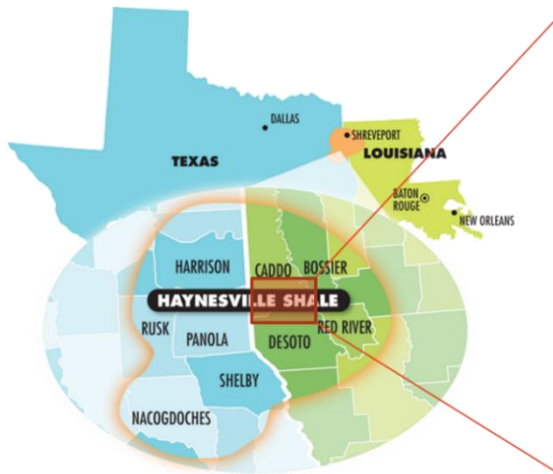 DALLAS
SHREVEPORT
TEXAS
LOUISIANA
BATON
ROUGE
NEW ORLEANS
HARRISON
CADDO
BOSSIER
HAYNESVILLE SHALE
RUSK
PANOLA
DESOTO
RED RIVER
SHELBY
NACOGDOCHES